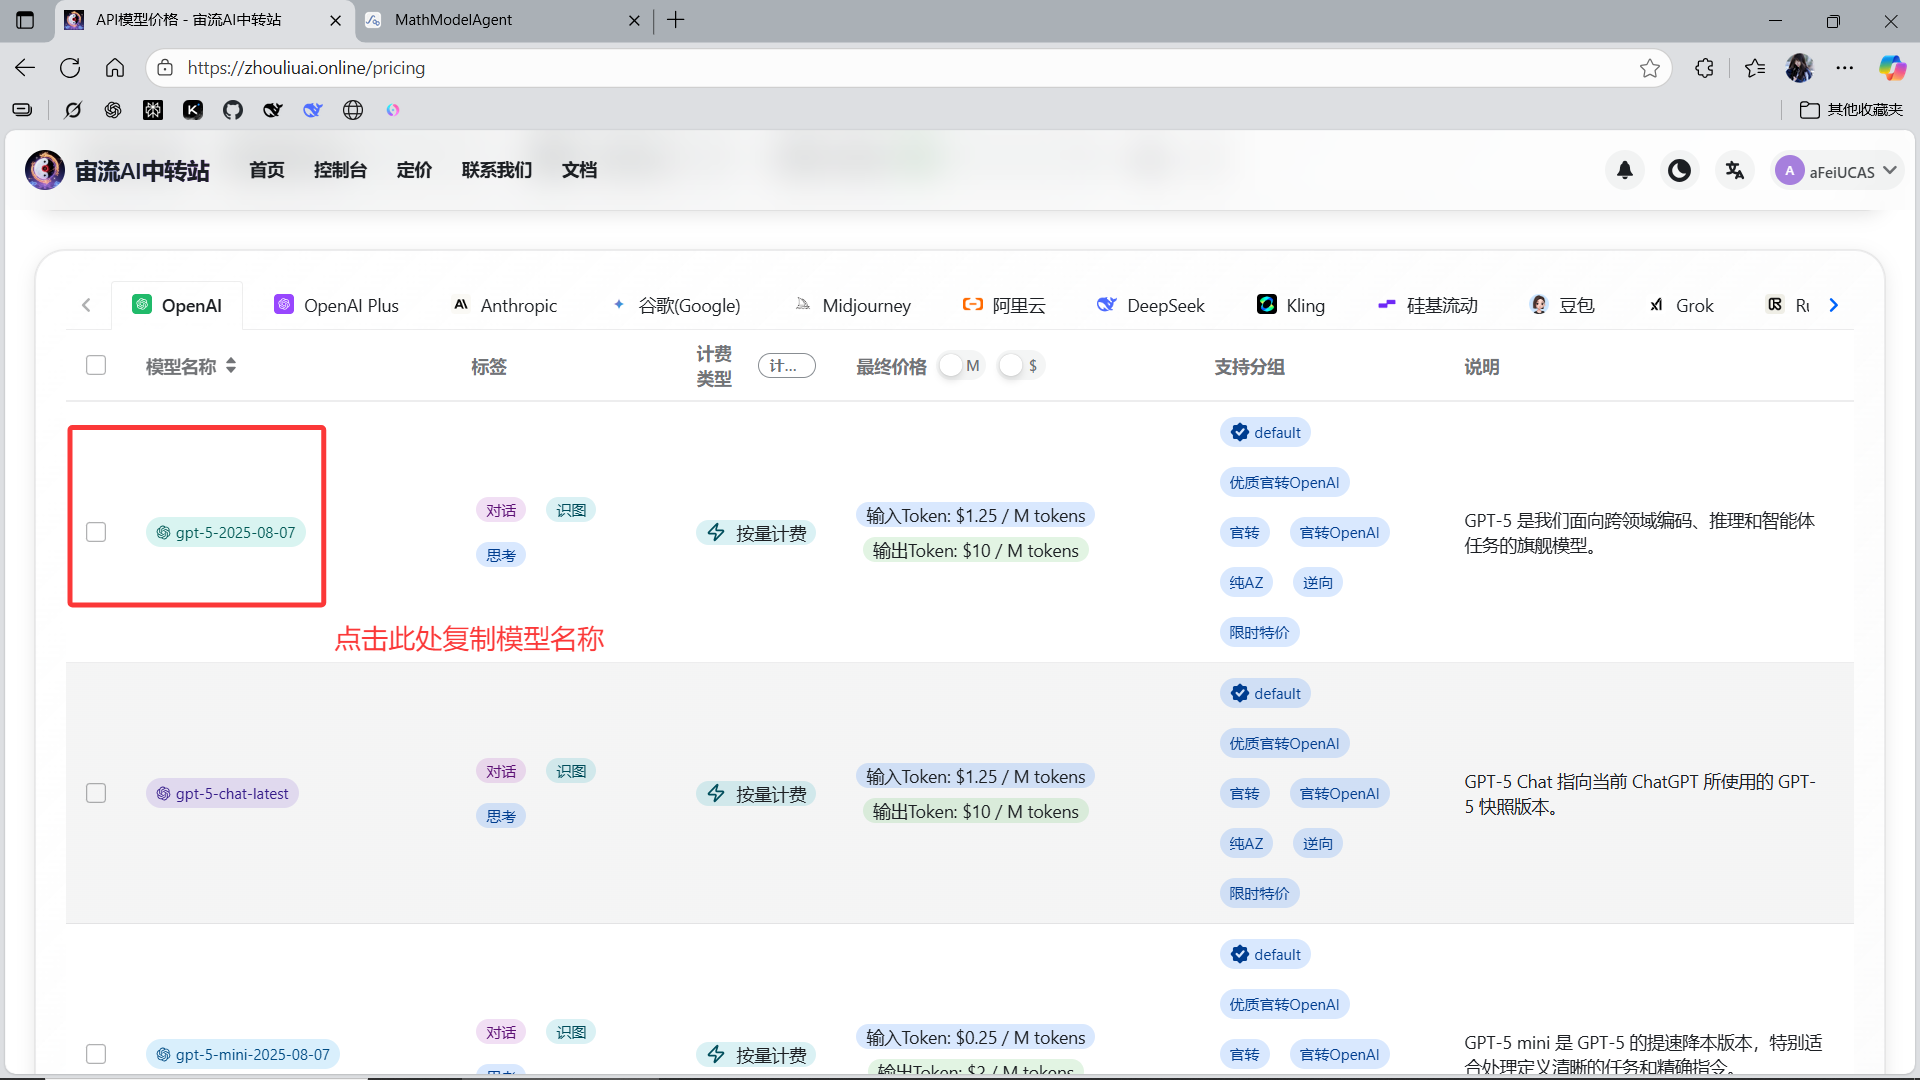 API模型价格 - 宙流AI中转站
MathModelAgent
https://zhouliuai.online/pricing
其他收藏夹
宙流AI中转站
首页
控制台
定价
联系我们
文档
A
aFeiUCAS
OpenAI
OpenAI Plus
Anthropic
谷歌(Google)
Midjourney
阿里云
DeepSeek
Kling
硅基流动
豆包
Grok
模型名称
标签
计费
类型
计...
最终价格
M
$
支持分组
说明
gpt-5-2025-08-07
对话
识图
思考
按量计费
输入Token: $1.25 / M tokens
输出Token: $10 / M tokens
default
优质官转OpenAI
官转
官转OpenAI
纯AZ
逆向
限时特价
GPT-5 是我们面向跨领域编码、推理和智能体
任务的旗舰模型。
点击此处复制模型名称
gpt-5-chat-latest
对话
识图
思考
按量计费
输入Token: $1.25 / M tokens
输出Token: $10 / M tokens
default
优质官转OpenAI
官转
官转OpenAI
纯AZ
逆向
限时特价
GPT-5 Chat 指向当前 ChatGPT 所使用的 GPT-
5 快照版本。
gpt-5-mini-2025-08-07
对话
识图
思考
按量计费
输入Token: $0.25 / M tokens
输出Token: $2 / M tokens
default
优质官转OpenAI
官转
官转OpenAI
GPT-5 mini 是 GPT-5 的提速降本版本，特别适
合处理定义清晰的任务和精确指令。